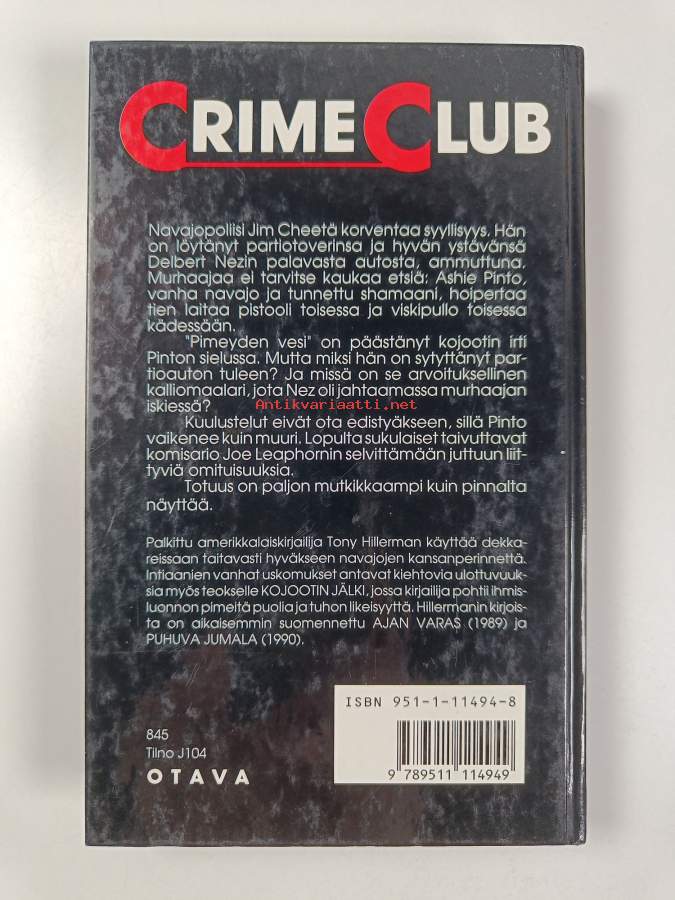 CRIME CLUB
Navajopoliisi Jim Cheetä korventaa syyllisyys. Hän
on löytänyt partiotoverinsa ja hyvän ystävänsä
Delbert Nezin palavasta autosta, ammuttuna.
Murhaajaa ei tarvitse kaukaa etsiä: Ashie Pinto,
vanha navajo ja tunnettu shamaani, hoipertaa
tien laitaa pistooli toisessa ja viskipullo toisessa
kädessään.
"Pimeyden vesi" on päästänyt kojootin irti
Pinton sielussa. Mutta miksi hän on sytyttänyt par-
tioauton tuleen? Ja missä on se arvoituksellinen
kalliomaalari, jota Nez oli jahtaamassa murhaajan
iskiessä?
Antikvariaatti.net
Kuulustelut eivät ota edistyäkseen, sillä Pinto
vaikenee kuin muuri. Lopulta sukulaiset taivuttavat
komisario Joe Leaphornin selvittämään juttuun liit-
tyviä omituisuuksia.
Totuus on paljon mutkikkaampi kuin pinnalta
näyttää.
Palkittu amerikkalaiskirjailija Tony Hillerman käyttää dekka-
reissaan taitavasti hyväkseen navajojen kansanperinnettä.
Intiaanien vanhat uskomukset antavat kiehtovia ulottuvuuk-
sia myös teokselle KOJOOTIN JÄLKI, jossa kirjailija pohtii ihmis-
luonnon pimeitä puolia ja tuhon likeisyyttä. Hillermanin kirjois-
ta on aikaisemmin suomennettu AJAN VARAS (1989) ja
PUHUVA JUMALA (1990).
ISBN 951-1-11494-8
9 789511 114949
845
Tilno J104
OTAVA